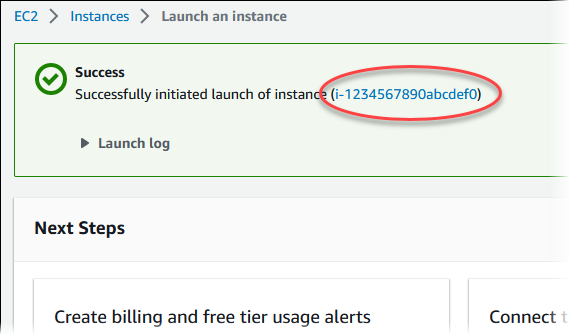 EC2 > Instances > Launch an instance
Success
Successfully initiated launch of instance (i-1234567890abcdef0)
Launch log
Next Steps
Create billing and free tier usage alerts
Connect